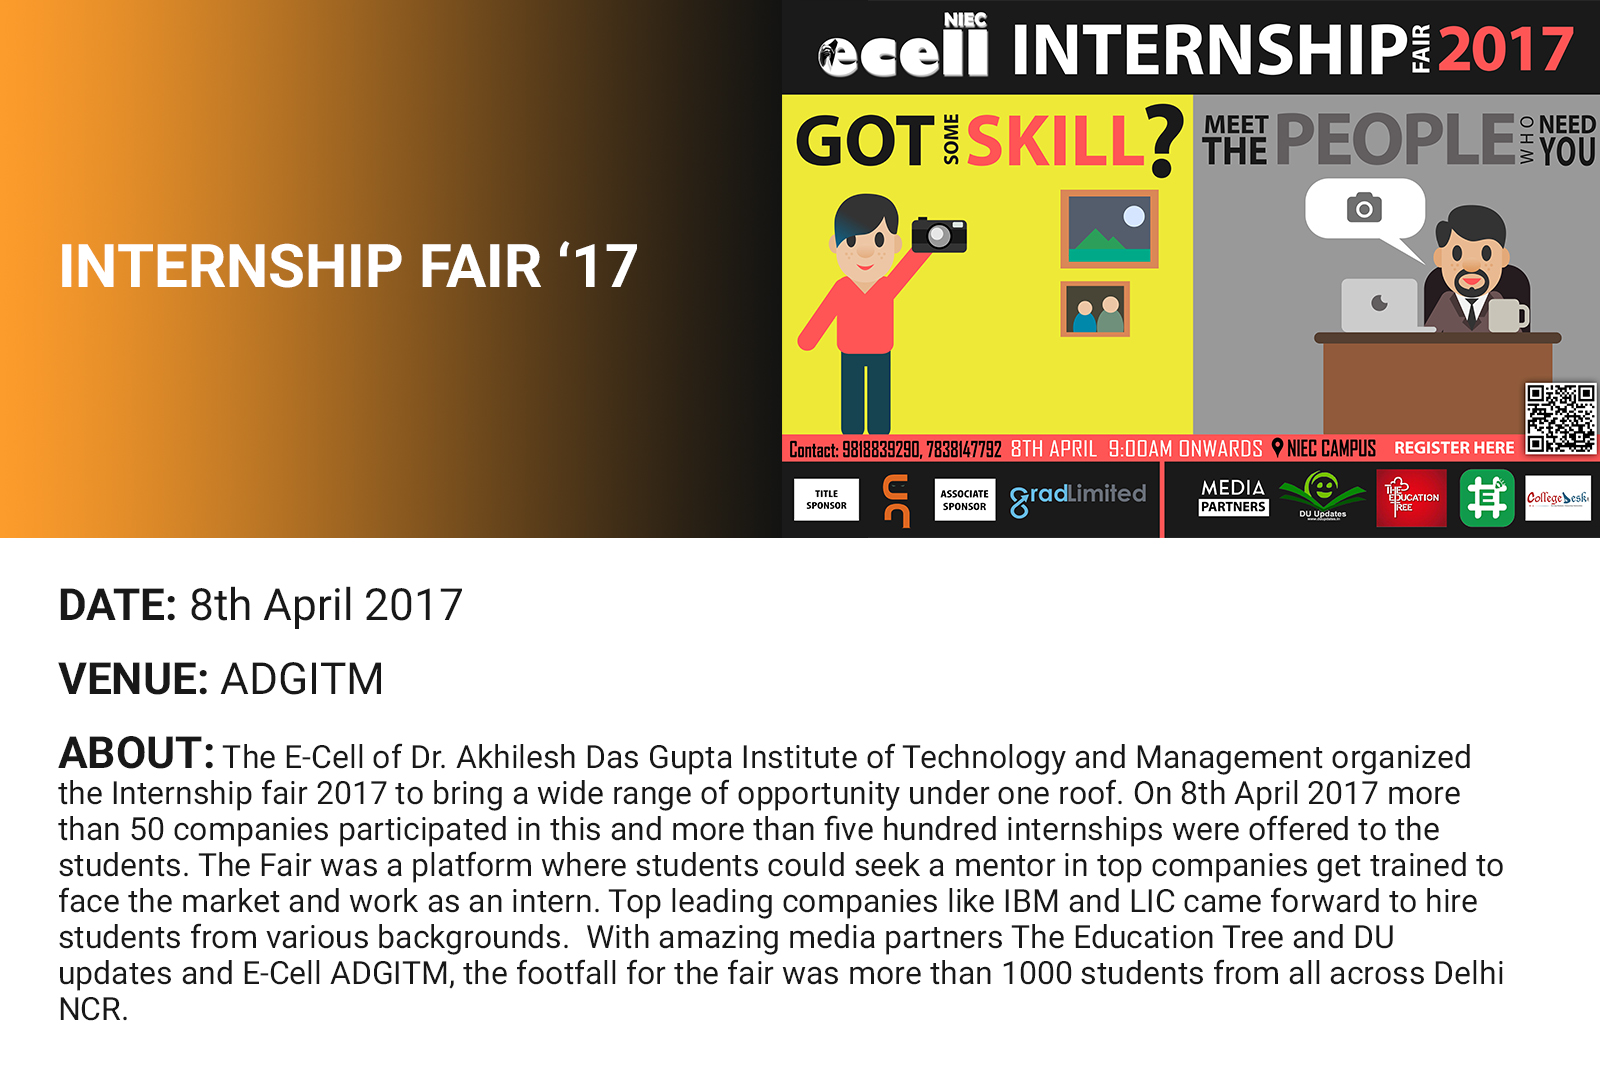 INTERNSHIP FAIR ‘17
NIEC
ecell
INTERNSHIP FAIR 2017
GOT SOME SKILL?
MEET THE PEOPLE WHO NEED YOU
Contact: 9818839290, 7838147792 8TH APRIL 9:00AM ONWARDS NIEC CAMPUS REGISTER HERE
TITLE
SPONSOR
ASSOCIATE
SPONSOR
gradLimited
MEDIA
PARTNERS
DU Updates
www.duupdates.in
THE
EDUCATION
TREE
CollegeDesk
DATE: 8th April 2017
VENUE: ADGITM
ABOUT: The E-Cell of Dr. Akhilesh Das Gupta Institute of Technology and Management organized
the Internship fair 2017 to bring a wide range of opportunity under one roof. On 8th April 2017 more
than 50 companies participated in this and more than five hundred internships were offered to the
students. The Fair was a platform where students could seek a mentor in top companies get trained to
face the market and work as an intern. Top leading companies like IBM and LIC came forward to hire
students from various backgrounds.  With amazing media partners The Education Tree and DU
updates and E-Cell ADGITM, the footfall for the fair was more than 1000 students from all across Delhi
NCR.